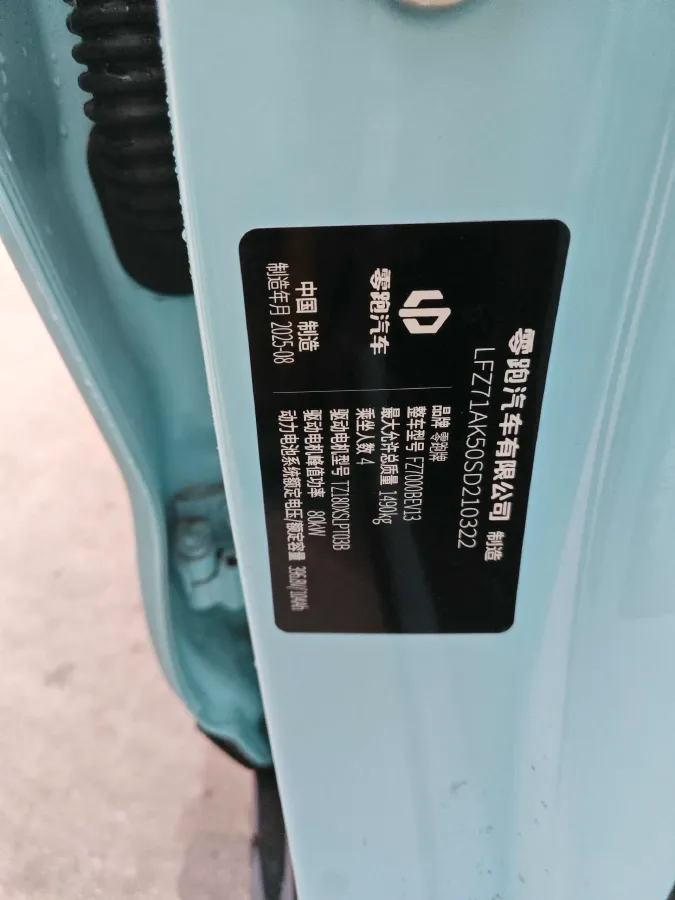 零跑汽车有限公司 制造
LFZ71AK50SD210322
零跑汽车
中国 制造
制造年月 2025-08
品牌 零跑牌
整车型号 FZ7000BEV13
最大允许总质量 1490kg
乘坐人数 4
驱动电机型号 TZ180XSLPT03B
驱动电机峰值功率 80kW
动力电池系统额定电压/额定容量